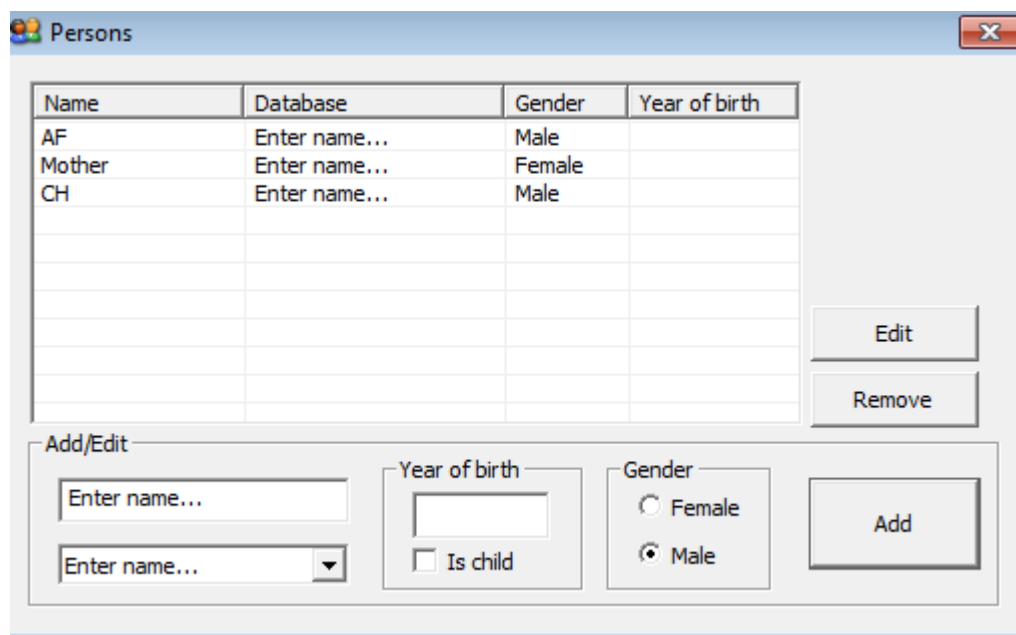 Persons
Name Database Gender Year of birth
AF Enter name... Male
Mother Enter name... Female
CH Enter name... Male
Edit
Remove
Add/Edit
Year of birth Gender
Enter name... Female
Add
Enter name... Is child Male